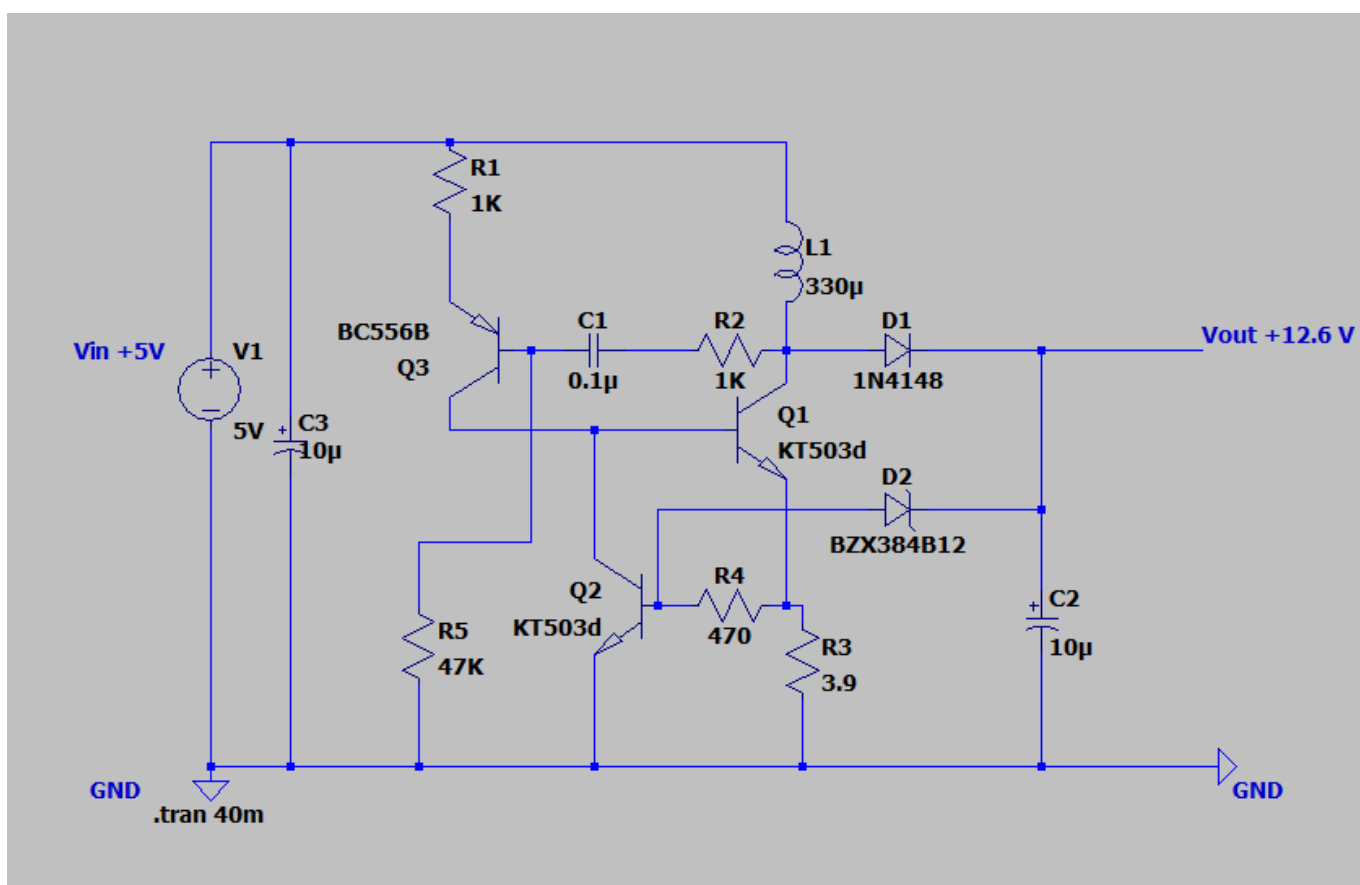 R1
1K
L1
330µ
BC556B
Q3
C1
0.1µ
R2
1K
D1
1N4148
Vout +12.6 V
Vin +5V
V1
5V
C3
10µ
Q1
KT503d
D2
BZX384B12
Q2
KT503d
R4
470
C2
10µ
R5
47K
R3
3.9
GND
.tran 40m
GND